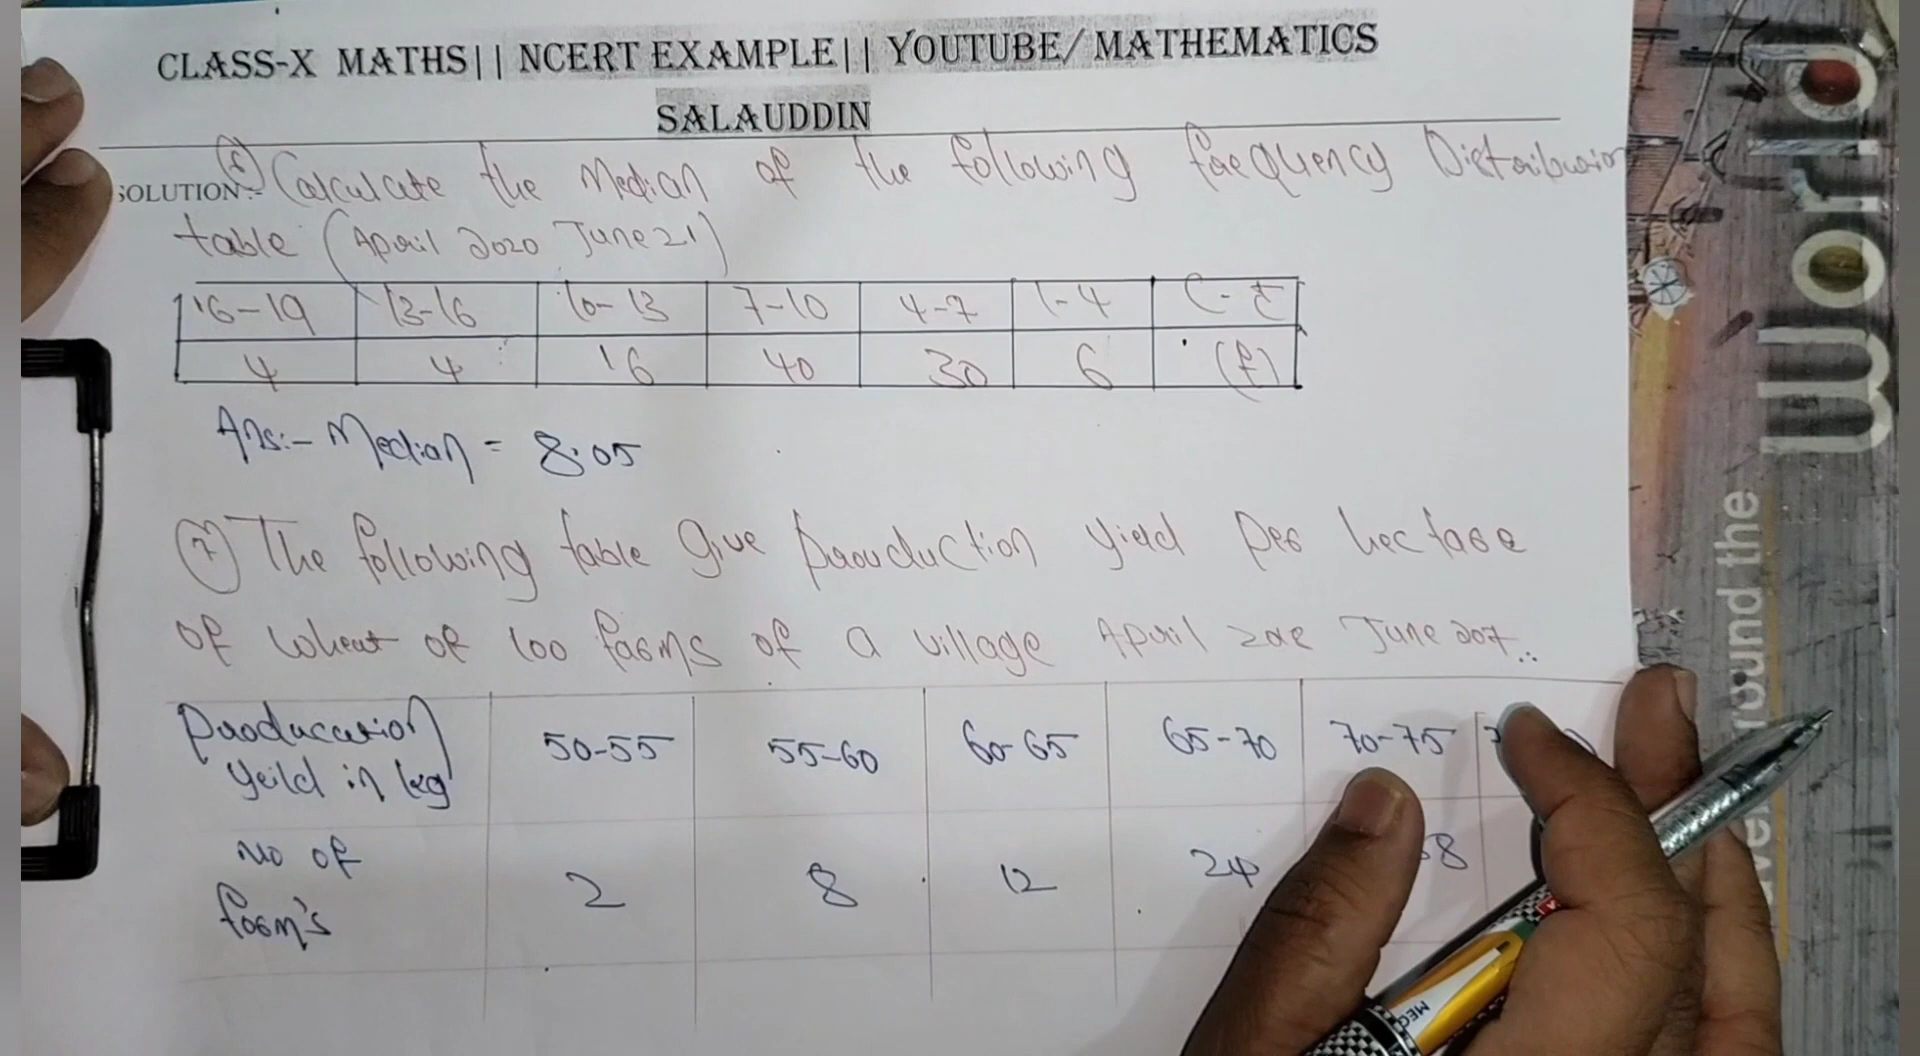 CLASS-X MATHS|| NCERT EXAMPLE|| YOUTUBE/ MATHEMATICS
SALAUDDIN
SOLUTION:-
6) Calculate the Median of the following frequency Distribution
table (April 2020 June 21)
16-19 13-16 10-13 7-10 4-7 1-4 C-I
4 4 16 40 30 6 (f)
Ans:- Median = 8.05
7) The following table Give Production yield Per hectare
of wheat of 100 farms of a village April June
Production 50-55 55-60 60-65 65-70 70-75
yeild in kg
No of 2 8 12 24
farm's
World
round the
MEC